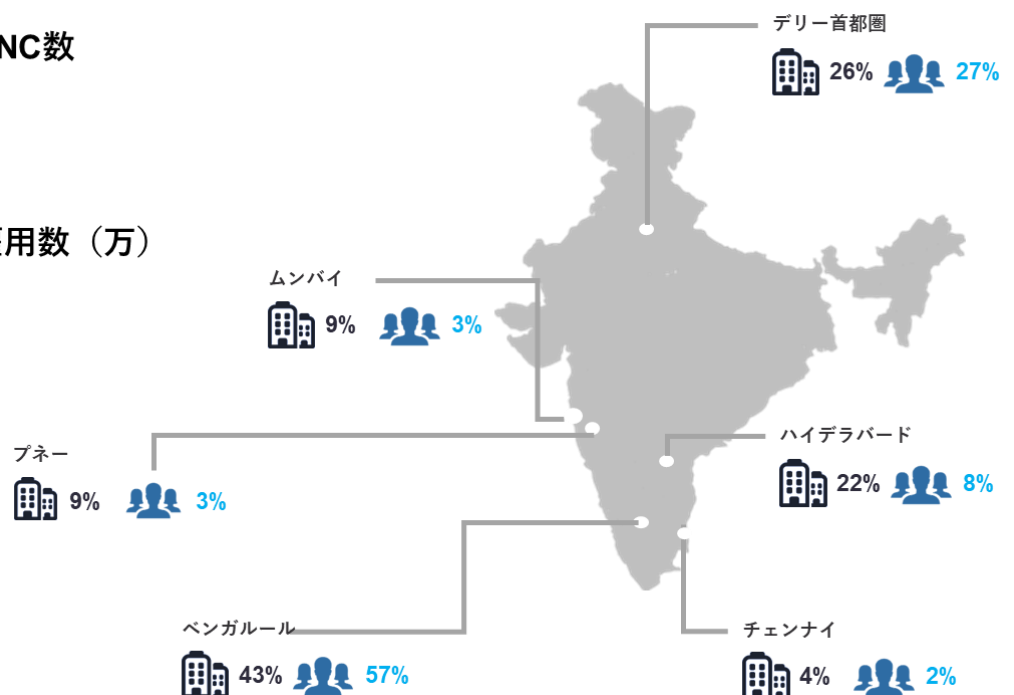 NC数
用数（万）
デリー首都圏
26% 27%
ムンバイ
9% 3%
プネー
9% 3%
ハイデラバード
22% 8%
ベンガルール
43% 57%
チェンナイ
4% 2%